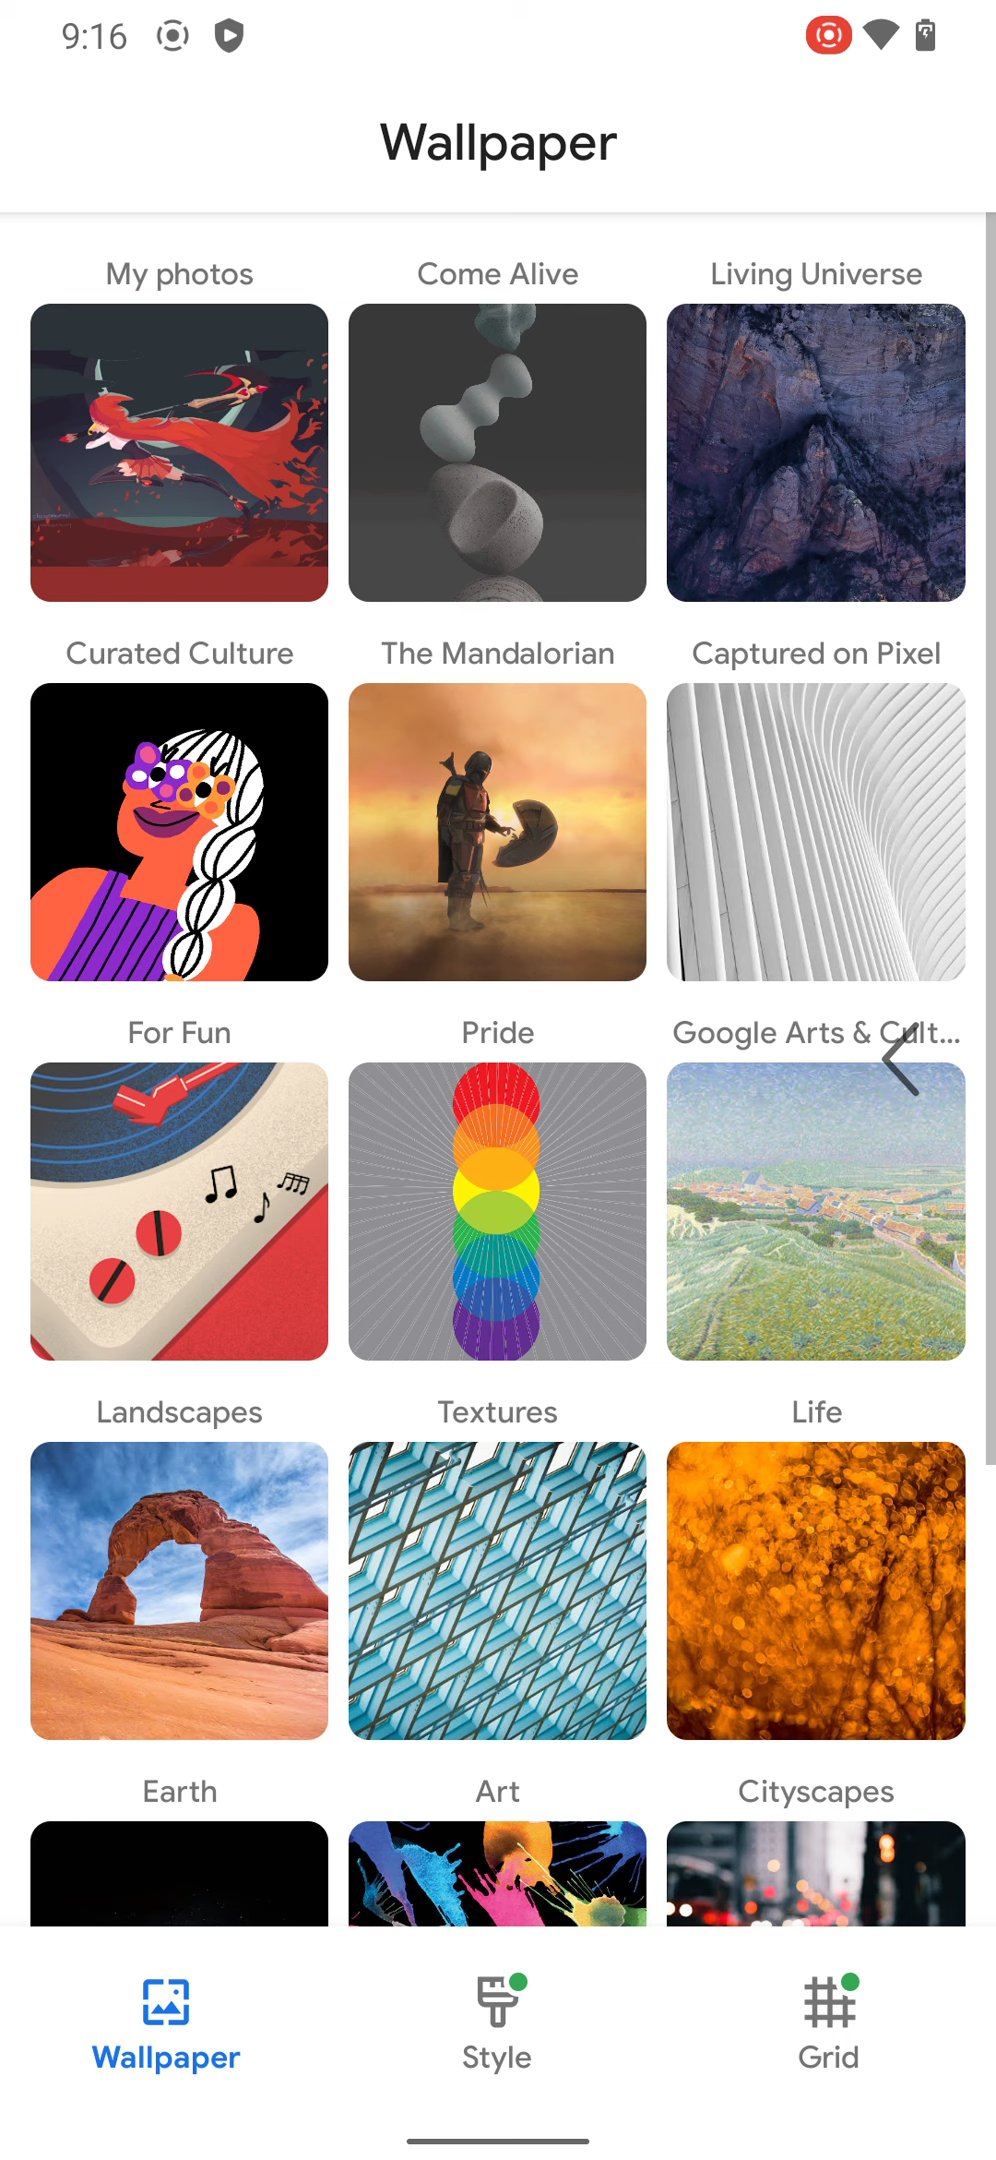 9:16
Wallpaper
My photos
Come Alive
Living Universe
Curated Culture
The Mandalorian
Captured on Pixel
For Fun
Pride
Google Arts & Cult...
Landscapes
Textures
Life
Earth
Art
Cityscapes
Wallpaper
Style
Grid